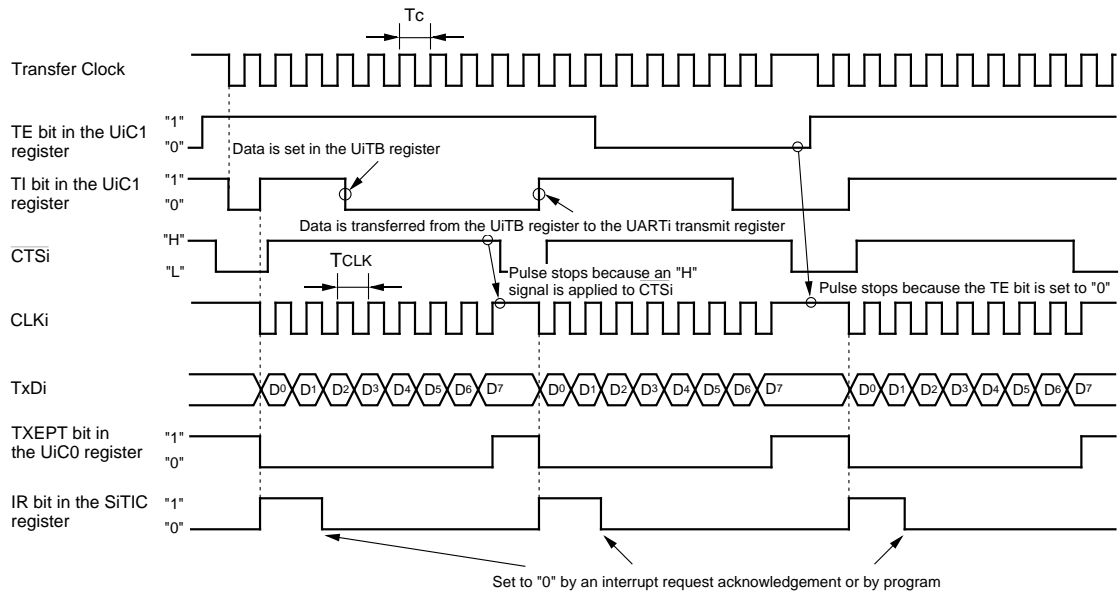 Tc
Transfer Clock
TE bit in the UiC1
register
"1"
"0"
Data is set in the UiTB register
TI bit in the UiC1
register
"1"
"0"
Data is transferred from the UiTB register to the UARTi transmit register
CTSi
"H"
"L"
TCLK
Pulse stops because an "H"
signal is applied to CTSi
Pulse stops because the TE bit is set to "0"
CLKi
TxDi
D0 D1 D2 D3 D4 D5 D6 D7 D0 D1 D2 D3 D4 D5 D6 D7 D0 D1 D2 D3 D4 D5 D6 D7
TXEPT bit in
the UiC0 register
"1"
"0"
IR bit in the SiTIC
register
"1"
"0"
Set to "0" by an interrupt request acknowledgement or by program